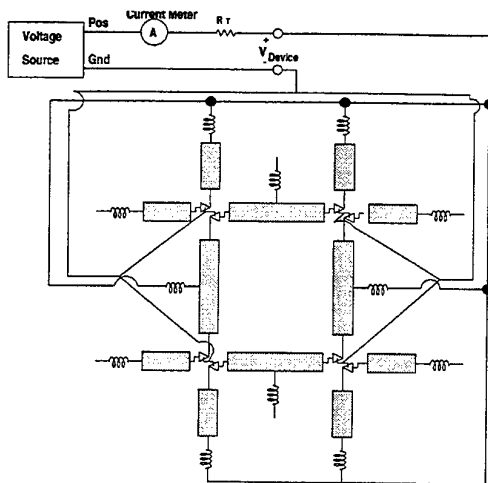 Current Meter
Pos
R T
Voltage
Source
A
+
V Device
-
Gnd